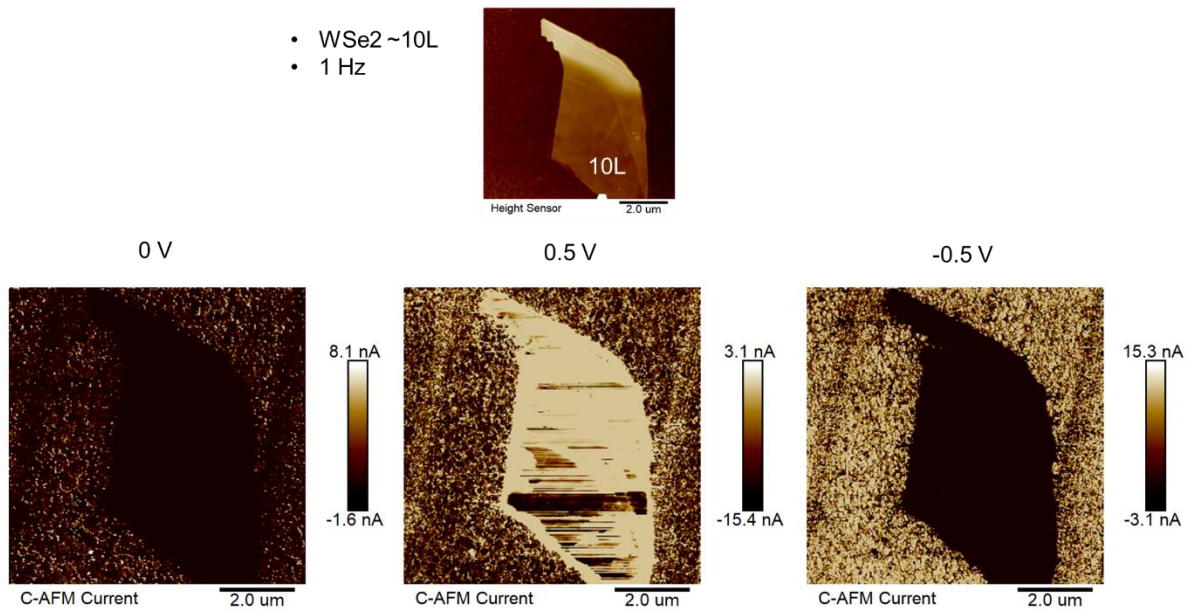 • WSe2 ~10L
• 1 Hz
10L
Height Sensor
2.0 um
0 V
0.5 V
-0.5 V
8.1 nA
-1.6 nA
3.1 nA
-15.4 nA
15.3 nA
-3.1 nA
C-AFM Current
2.0 um
C-AFM Current
2.0 um
C-AFM Current
2.0 um